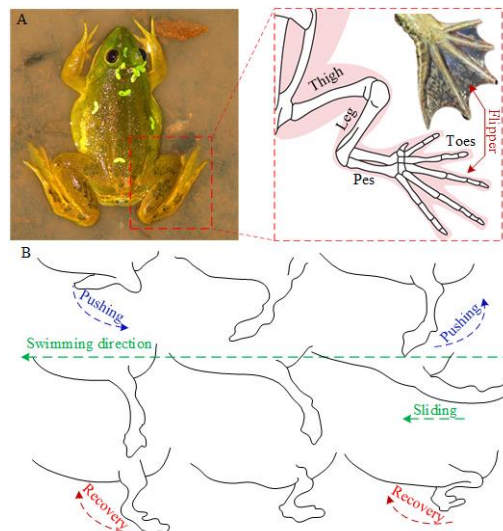 A
Thigh
Leg
Pes
Toes
Flipper
B
Pushing
Pushing
Swimming direction
Sliding
Recovery
Recovery